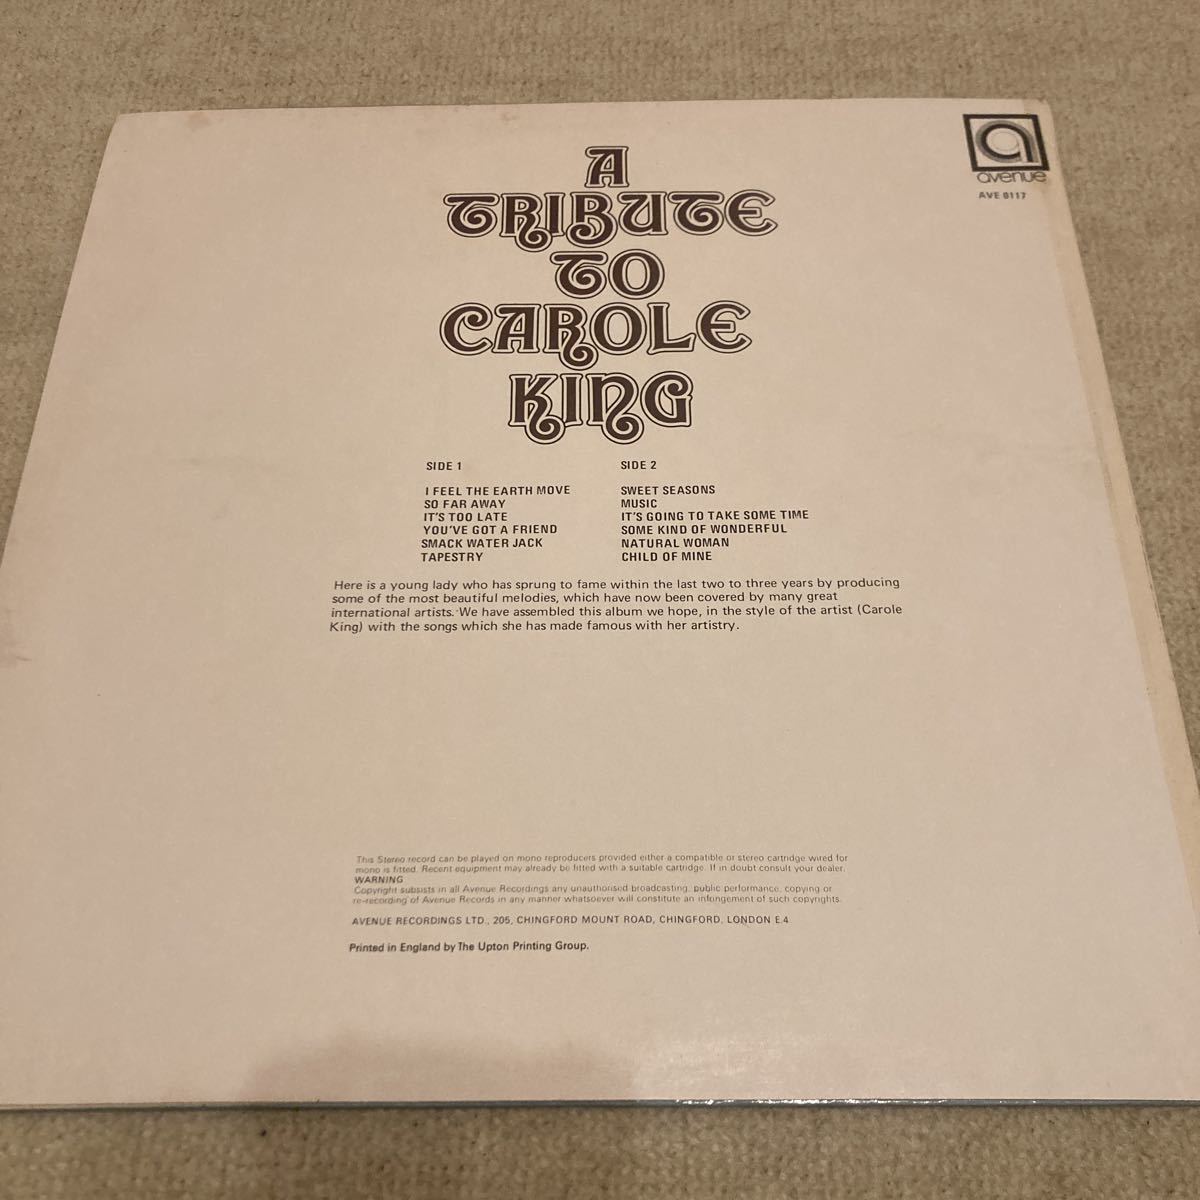 A
TRIBUTE
TO
CAROLE
KING
a
avenue
AVE 0117
SIDE 1
I FEEL THE EARTH MOVE
SO FAR AWAY
IT'S TOO LATE
YOU'VE GOT A FRIEND
SMACK WATER JACK
TAPESTRY
SIDE 2
SWEET SEASONS
MUSIC
IT'S GOING TO TAKE SOME TIME
SOME KIND OF WONDERFUL
NATURAL WOMAN
CHILD OF MINE
Here is a young lady who has sprung to fame within the last two to three years by producing
some of the most beautiful melodies, which have now been covered by many great
international artists. We have assembled this album we hope, in the style of the artist (Carole
King) with the songs which she has made famous with her artistry.
This Stereo record can be played on mono reproducers provided either a compatible or stereo cartridge wired for
mono is fitted. Recent equipment may already be fitted with a suitable cartridge. If in doubt consult your dealer.
WARNING
Copyright subsists in all Avenue Recordings any unauthorised broadcasting, public performance, copying or
re-recording of Avenue Records in any manner whatsoever will constitute an infringement of such copyrights.
AVENUE RECORDINGS LTD., 205, CHINGFORD MOUNT ROAD, CHINGFORD, LONDON E.4.
Printed in England by The Upton Printing Group.